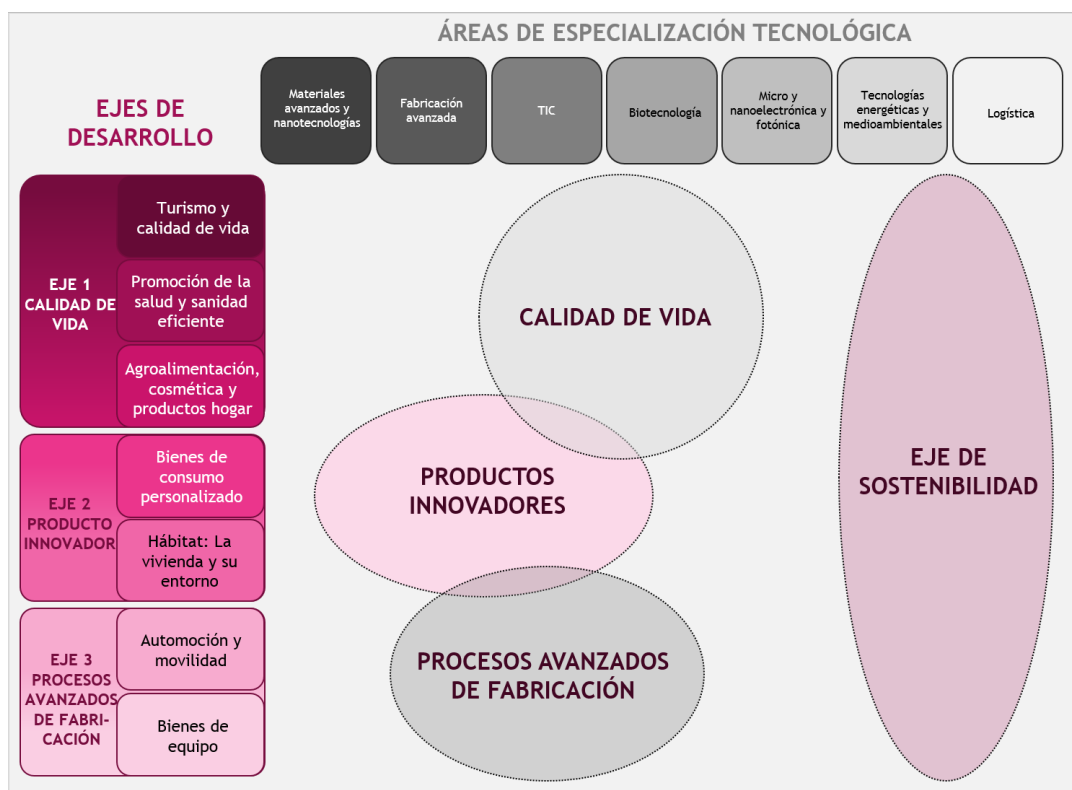 ÁREAS DE ESPECIALIZACIÓN TECNOLÓGICA
EJES DE
DESARROLLO
Materiales
avanzados y
nanotecnologías
Fabricación
avanzada
TIC
Biotecnología
Micro y
nanoelectrónica y
fotónica
Tecnologías
energéticas y
medioambientales
Logística
EJE 1
CALIDAD DE
VIDA
Turismo y
calidad de vida
Promoción de la
salud y sanidad
eficiente
Agroalimentación,
cosmética y
productos hogar
EJE 2
PRODUCTO
INNOVADOR
Bienes de
consumo
personalizado
Hábitat: La
vivienda y su
entorno
EJE 3
PROCESOS
AVANZADOS
DE FABRI-
CACIÓN
Automoción y
movilidad
Bienes de
equipo
CALIDAD DE VIDA
PRODUCTOS
INNOVADORES
PROCESOS AVANZADOS
DE FABRICACIÓN
EJE DE
SOSTENIBILIDAD